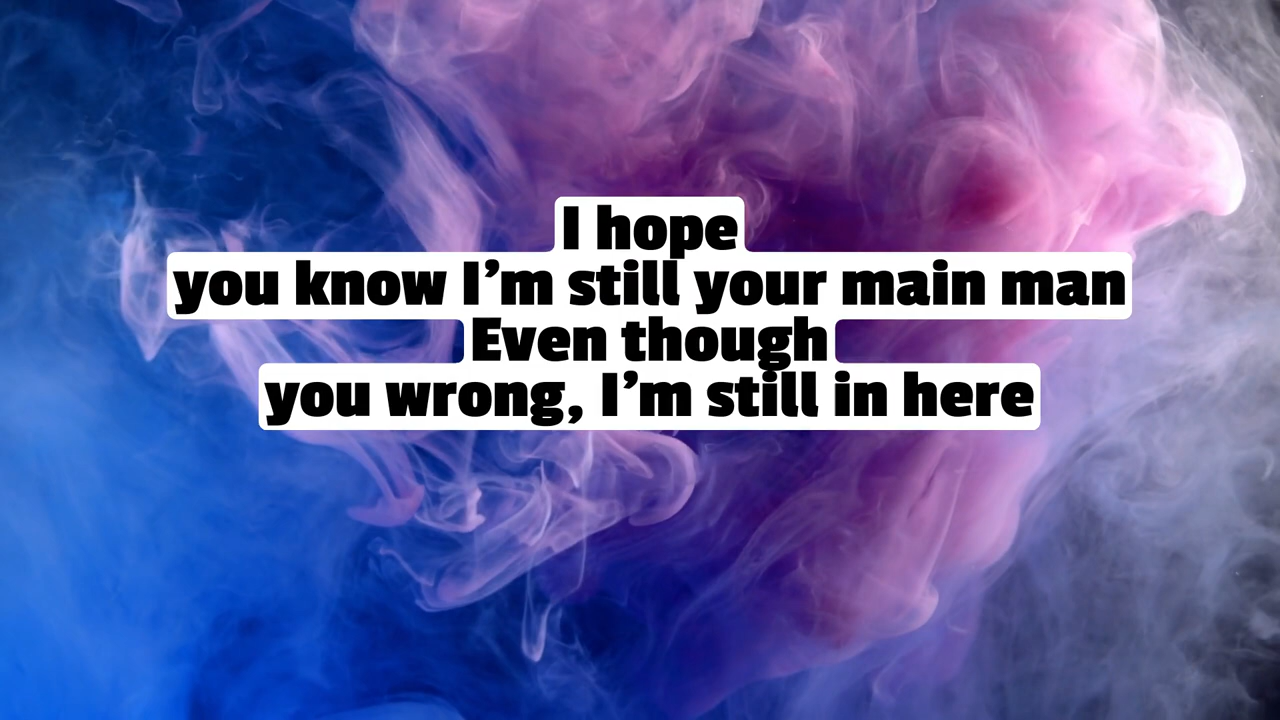 I hope
you know I’m still your main man
Even though
you wrong, I’m still in here